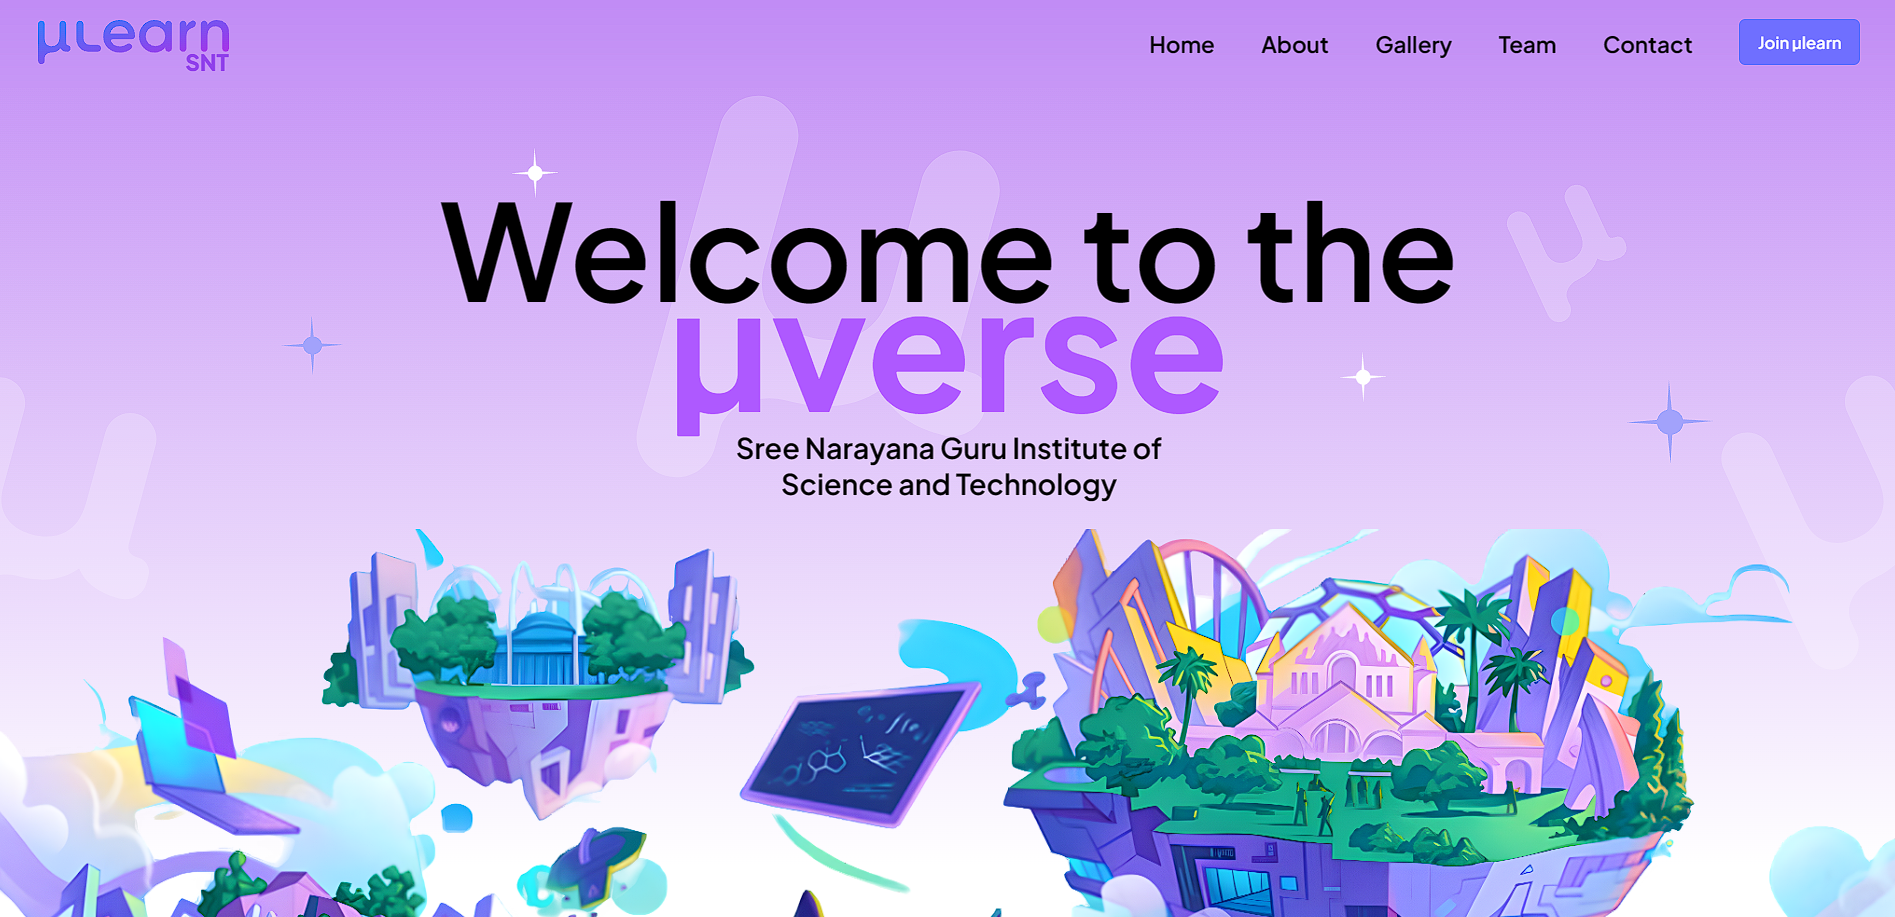 µLearn
SNT
Home About Gallery Team Contact Join µlearn
Welcome to the
µverse
Sree Narayana Guru Institute of
Science and Technology